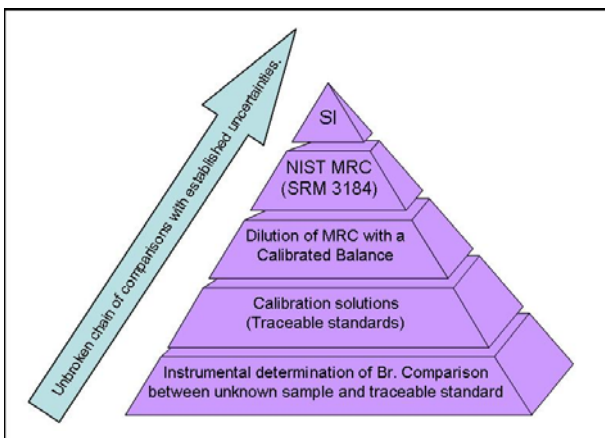 Unbroken chain of comparisons with established uncertainties.
SI
NIST MRC
(SRM 3184)
Dilution of MRC with a
Calibrated Balance
Calibration solutions
(Traceable standards)
Instrumental determination of Br. Comparison
between unknown sample and traceable standard